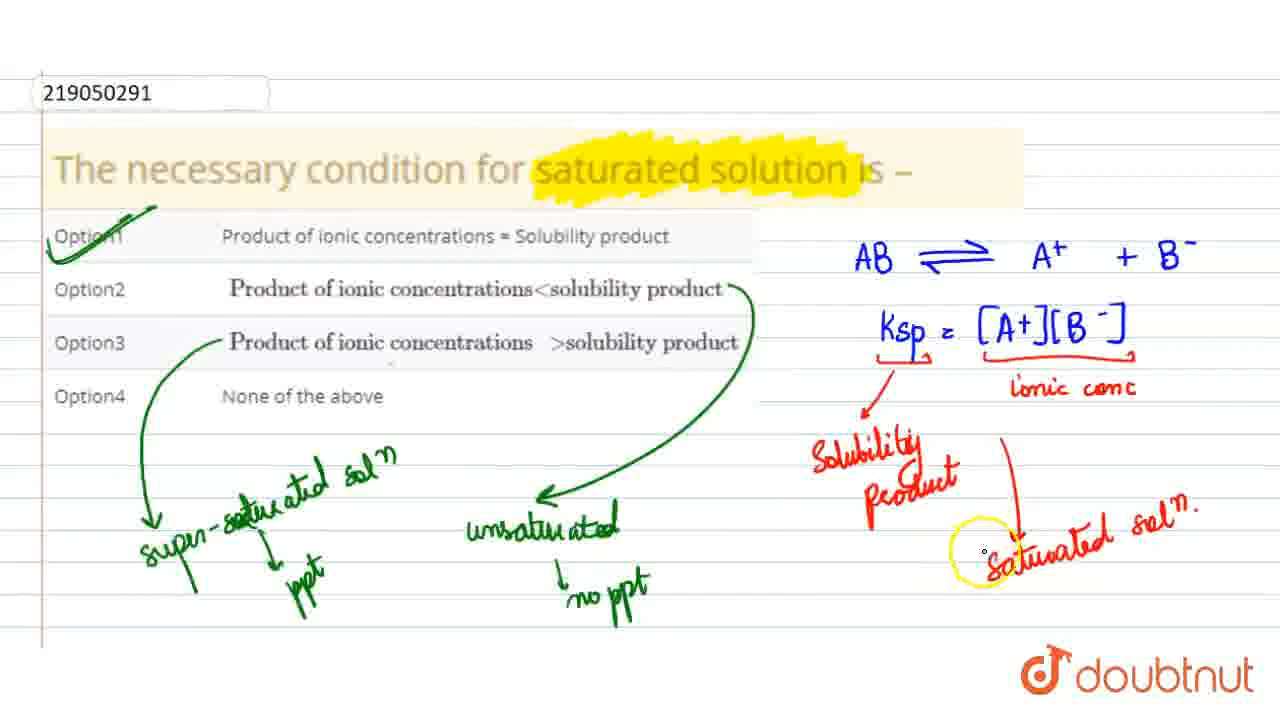 219050291
The necessary condition for saturated solution is –
Option1 Product of ionic concentrations = Solubility product
Option2 Product of ionic concentrations<solubility product
Option3 Product of ionic concentrations >solubility product
Option4 None of the above
AB ⇌ A⁺ + B⁻
Ksp = [A+][B⁻]
ionic conc
Solubility
Product
saturated solⁿ.
super-saturated solⁿ
ppt
unsaturated
no ppt
doubtnut